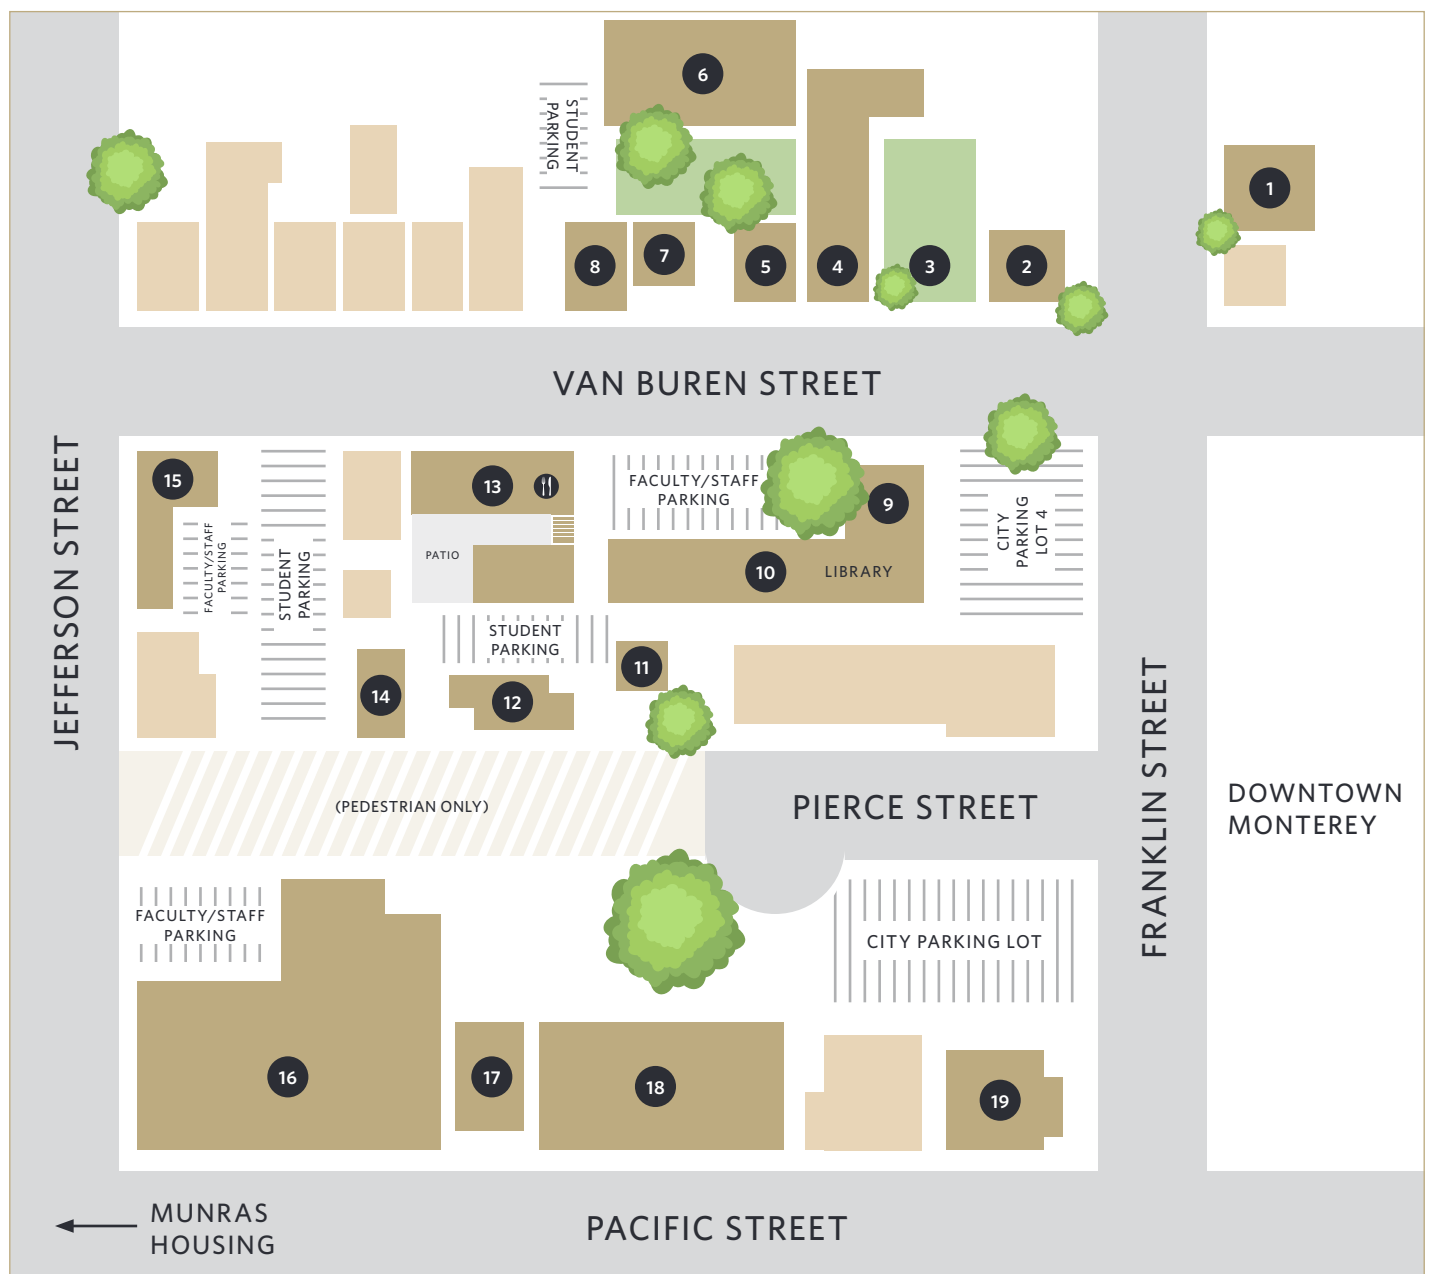 6
STUDENT
PARKING
1
8
7
5
4
3
2
VAN BUREN STREET
JEFFERSON STREET
15
13
FACULTY/STAFF
PARKING
9
CITY
PARKING
LOT 4
FACULTY/STAFF
PARKING
STUDENT
PARKING
PATIO
10
LIBRARY
STUDENT
PARKING
11
14
12
FRANKLIN STREET
(PEDESTRIAN ONLY)
PIERCE STREET
DOWNTOWN
MONTEREY
FACULTY/STAFF
PARKING
CITY PARKING LOT
16
17
18
19
MUNRAS
HOUSING
PACIFIC STREET